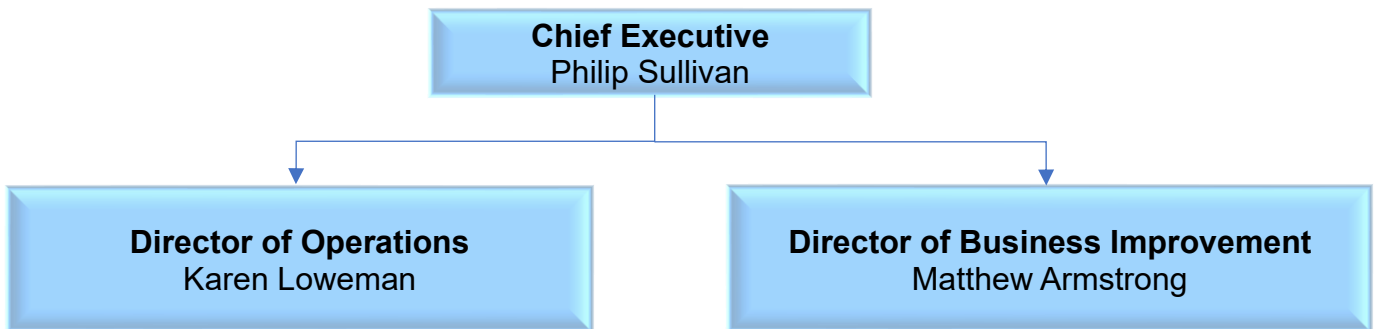 Chief Executive
Philip Sullivan
Director of Operations
Karen Loweman
Director of Business Improvement
Matthew Armstrong